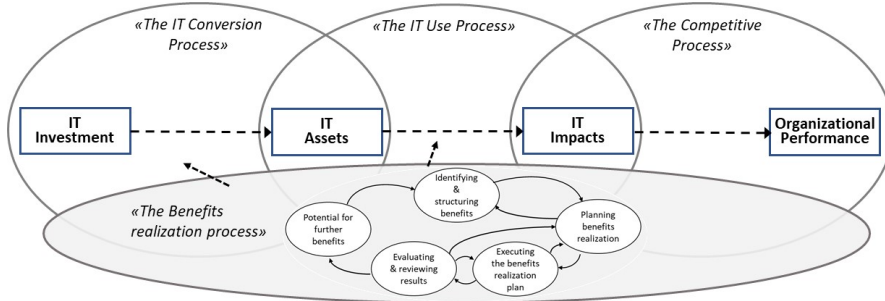 «The IT Conversion
Process»
«The IT Use Process»
«The Competitive
Process»
IT
Investment
IT
Assets
IT
Impacts
Organizational
Performance
«The Benefits
realization process»
Identifying
&
structuring
benefits
Potential for
further
benefits
Planning
benefits
realization
Evaluating
& reviewing
results
Executing
the benefits
realization
plan